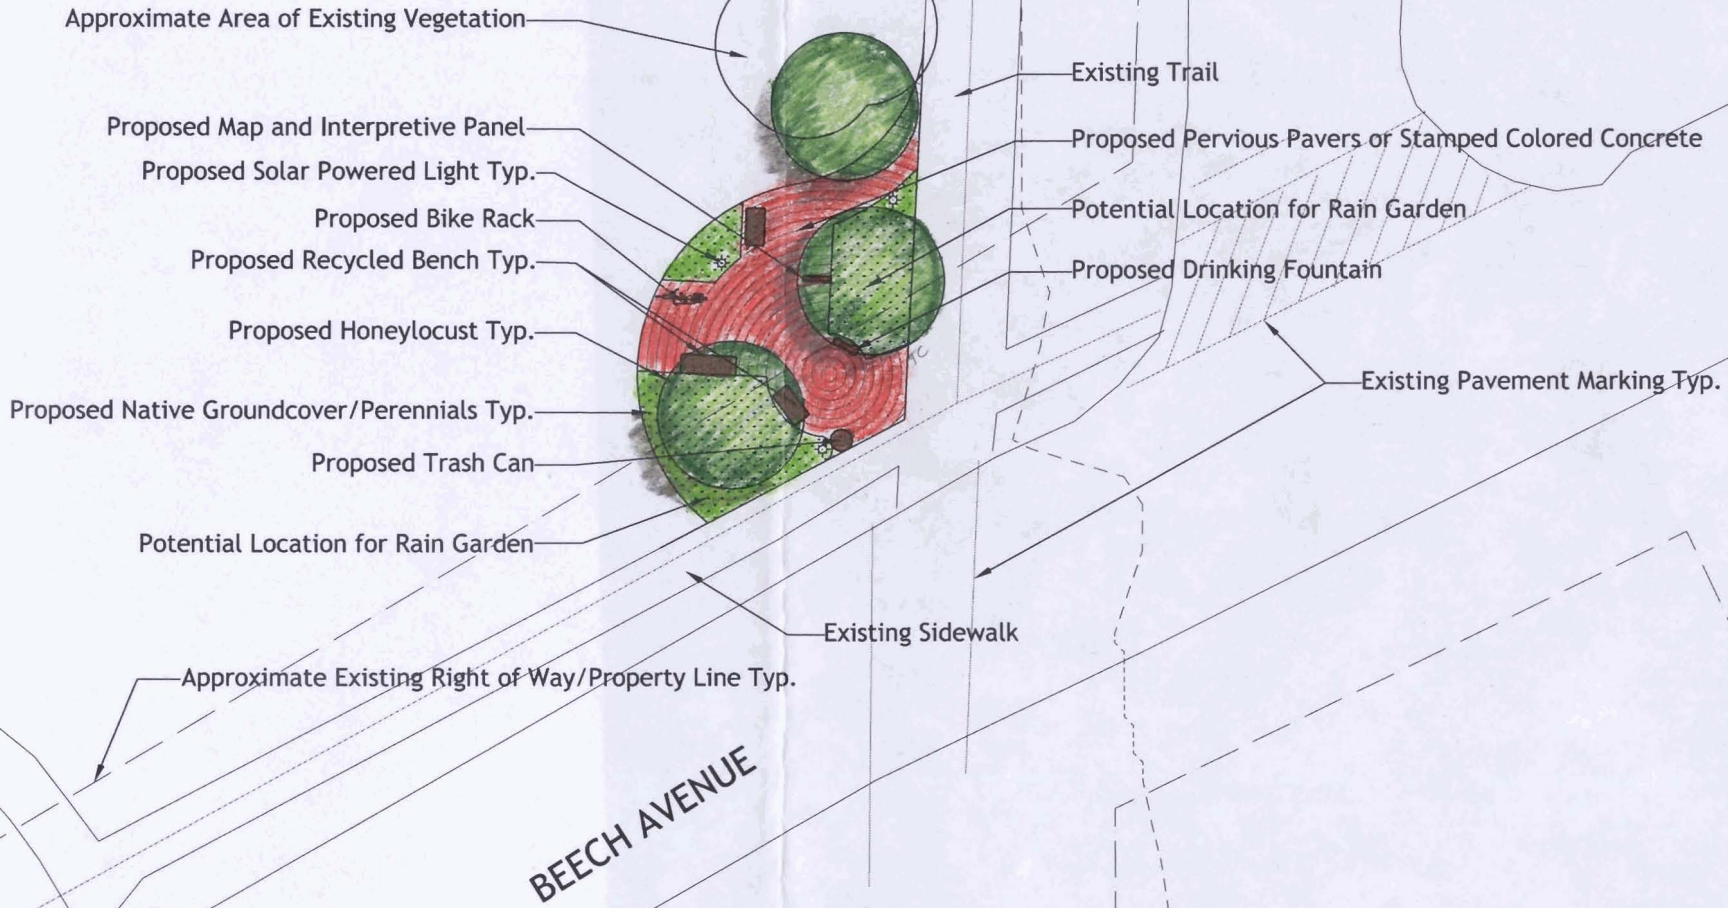 Approximate Area of Existing Vegetation
Existing Trail
Proposed Map and Interpretive Panel
Proposed Pervious Pavers or Stamped Colored Concrete
Proposed Solar Powered Light Typ.
Proposed Bike Rack
Potential Location for Rain Garden
Proposed Recycled Bench Typ.
Proposed Drinking Fountain
Proposed Honeylocust Typ.
Existing Pavement Marking Typ.
Proposed Native Groundcover/Perennials Typ.
Proposed Trash Can
Potential Location for Rain Garden
Existing Sidewalk
Approximate Existing Right of Way/Property Line Typ.
BEECH AVENUE